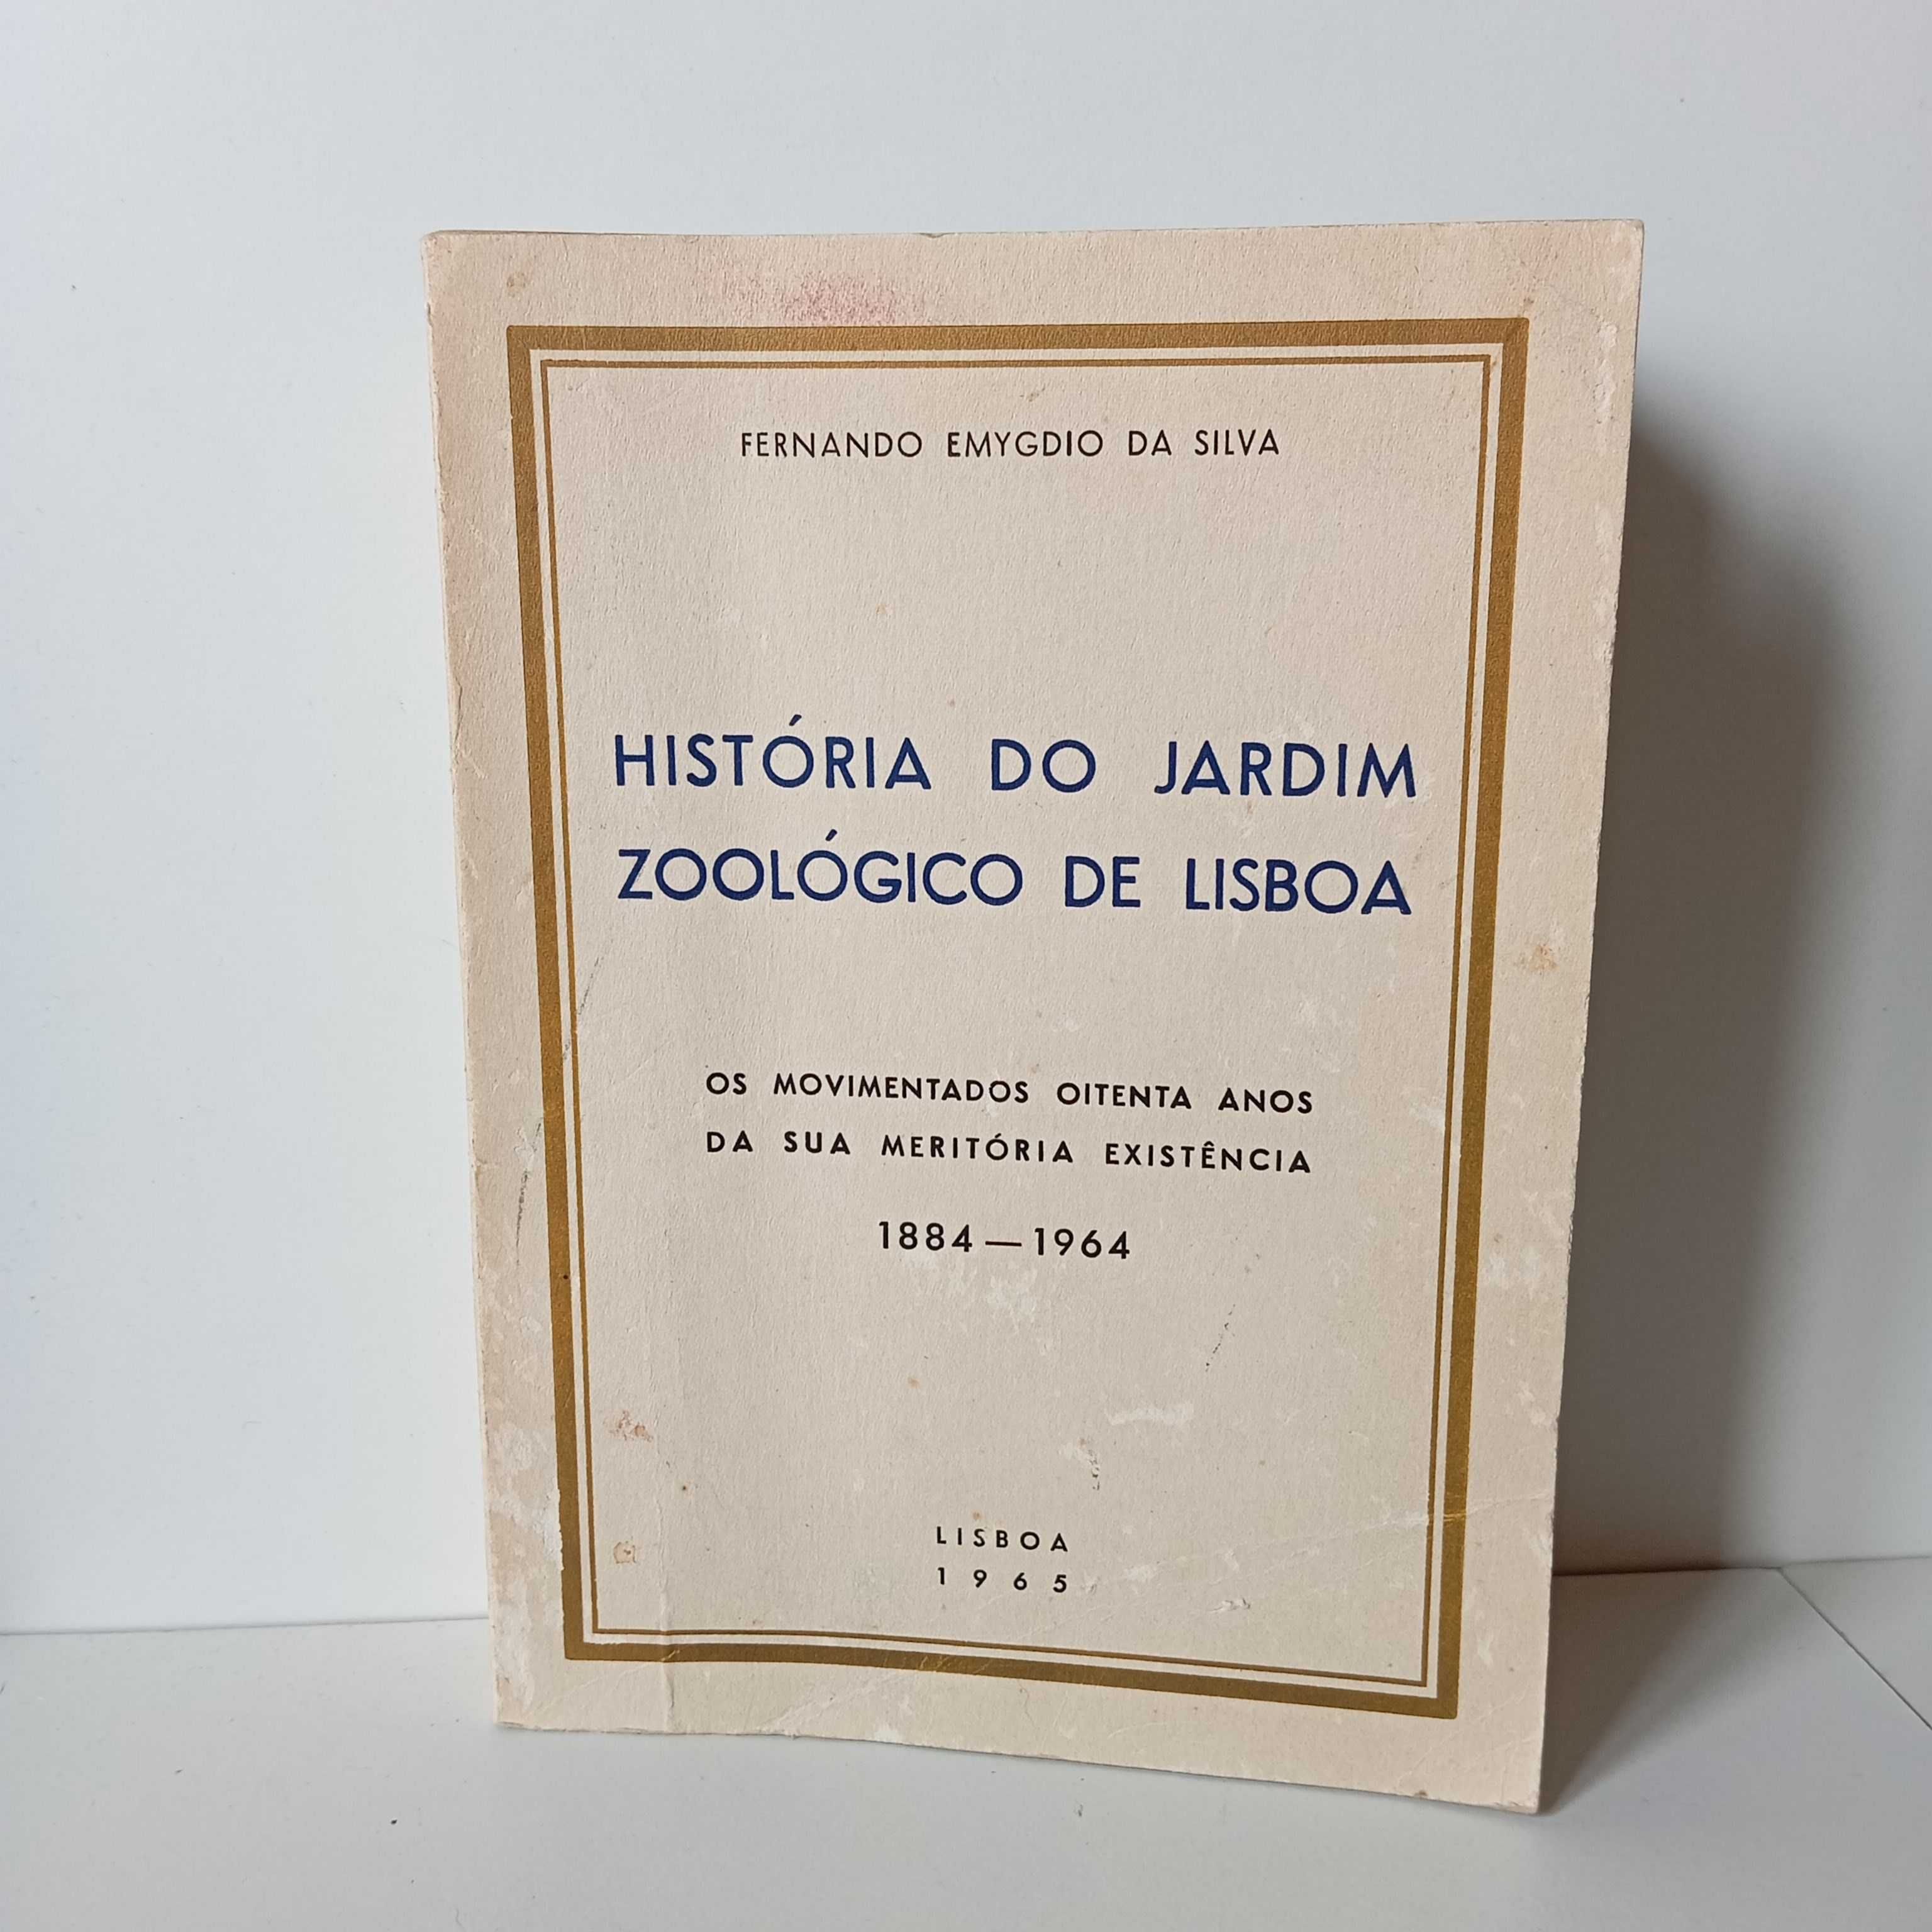 FERNANDO EMYGDIO DA SILVA
HISTÓRIA DO JARDIM
ZOOLÓGICO DE LISBOA
OS MOVIMENTADOS OITENTA ANOS
DA SUA MERITÓRIA EXISTÊNCIA
1884 — 1964
LISBOA
1965